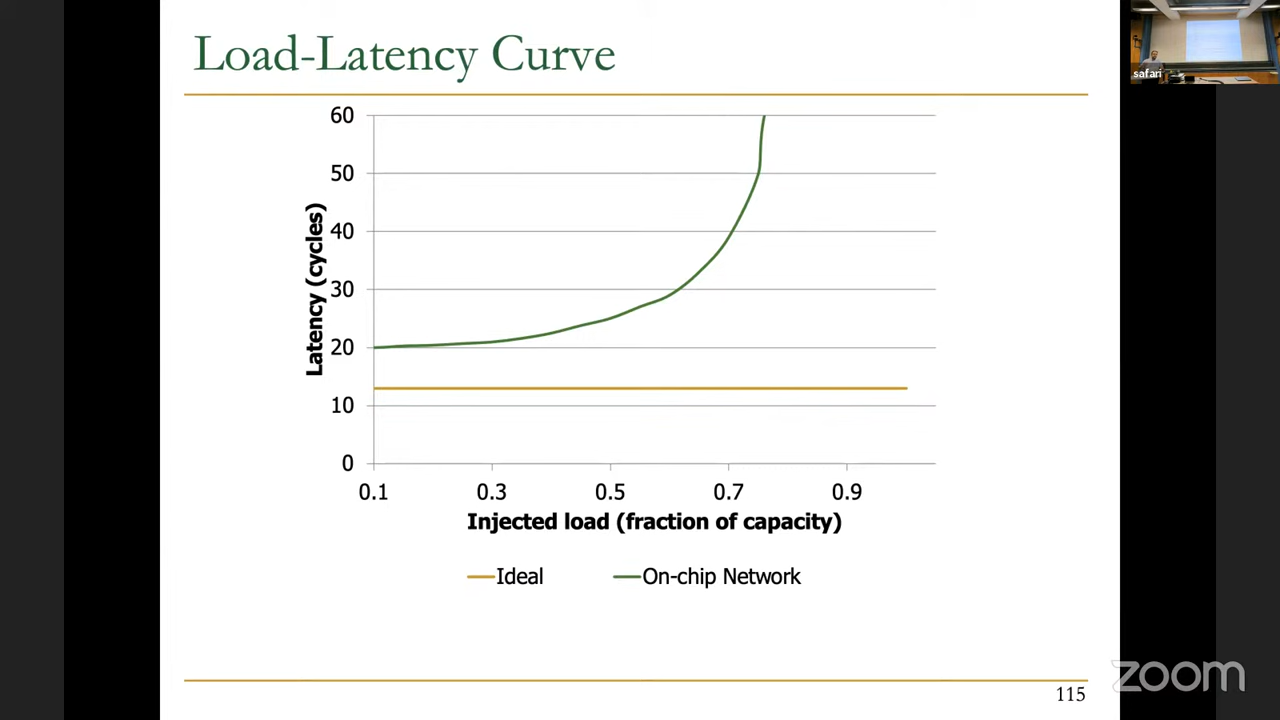 Load-Latency Curve
safari
60
50
40
30
20
10
0
Latency (cycles)
0.1 0.3 0.5 0.7 0.9
Injected load (fraction of capacity)
Ideal On-chip Network
115
zoom